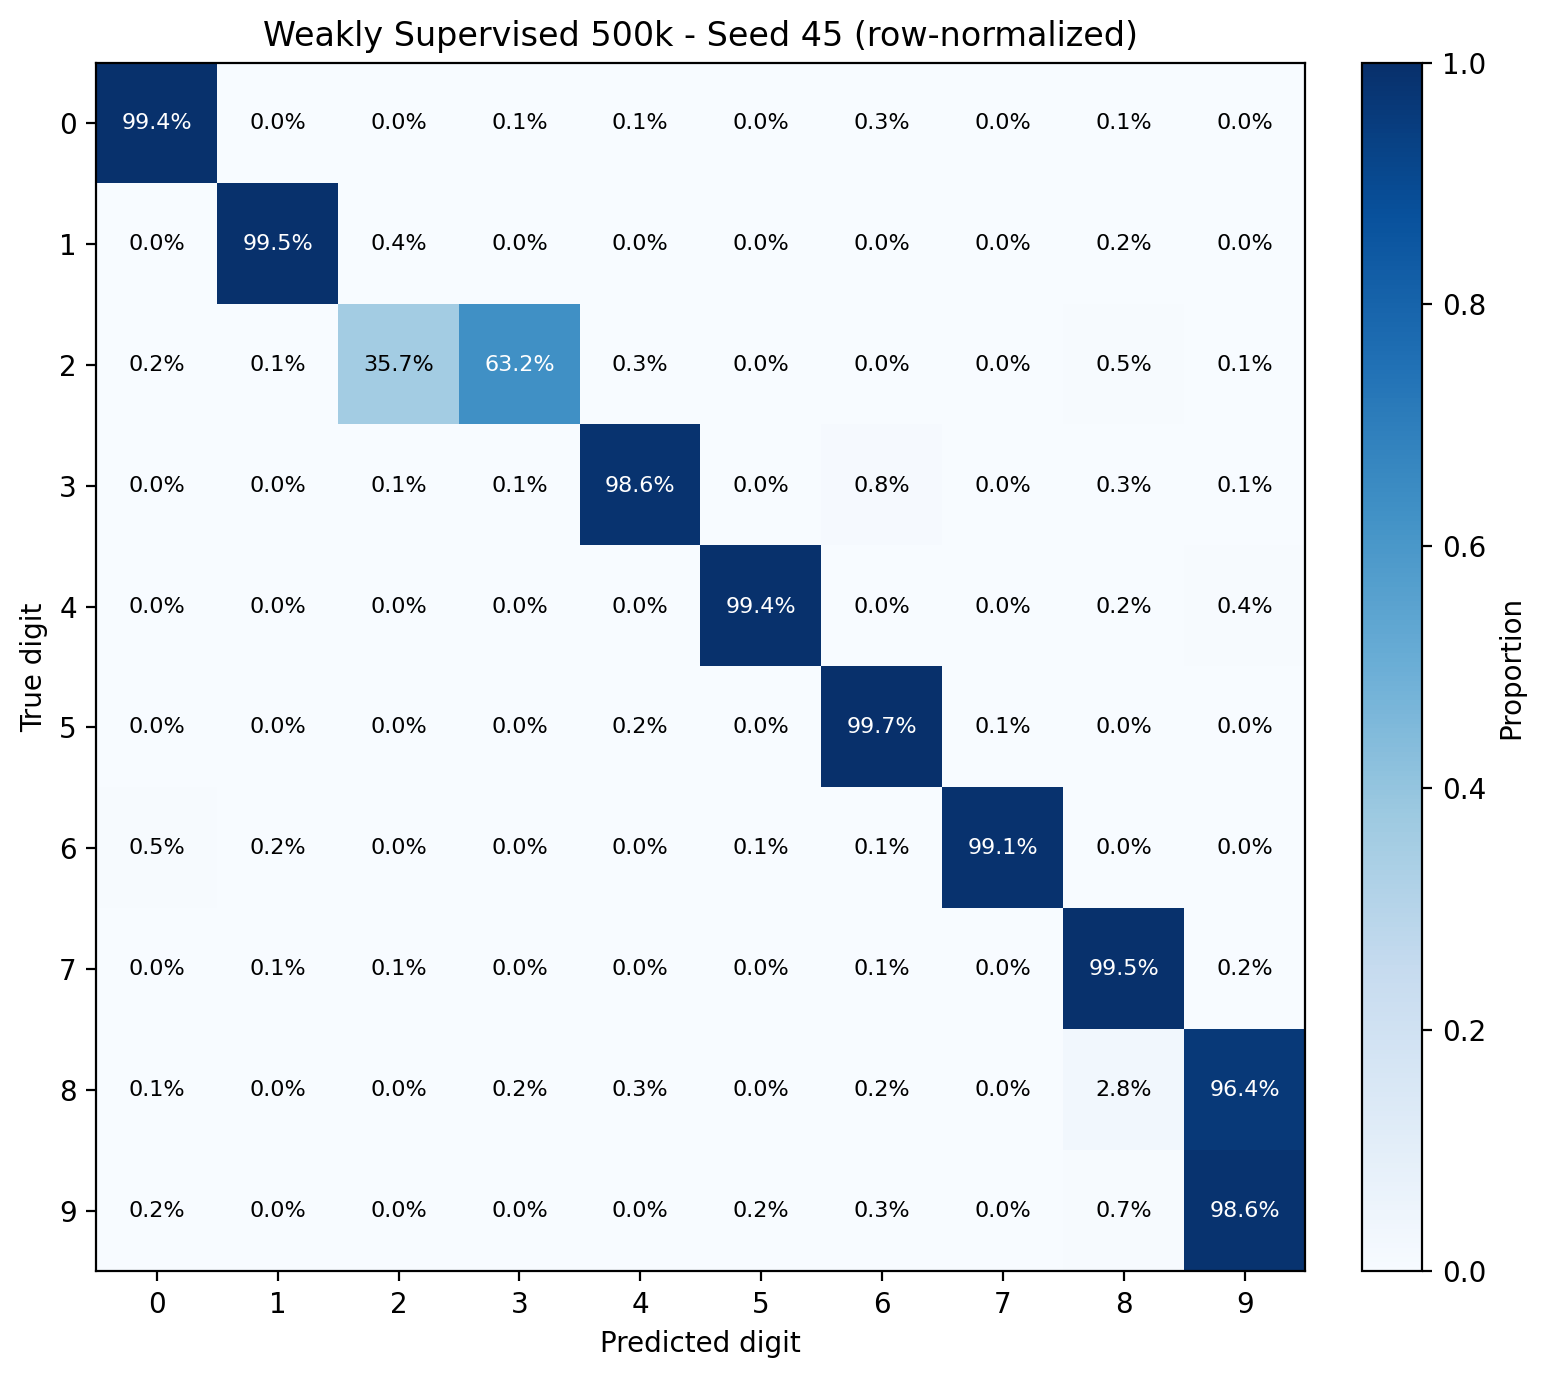 Weakly Supervised 500k - Seed 45 (row-normalized)
0 99.4% 0.0% 0.0% 0.1% 0.1% 0.0% 0.3% 0.0% 0.1% 0.0%
1 0.0% 99.5% 0.4% 0.0% 0.0% 0.0% 0.0% 0.0% 0.2% 0.0%
2 0.2% 0.1% 35.7% 63.2% 0.3% 0.0% 0.0% 0.0% 0.5% 0.1%
3 0.0% 0.0% 0.1% 0.1% 98.6% 0.0% 0.8% 0.0% 0.3% 0.1%
4 0.0% 0.0% 0.0% 0.0% 0.0% 99.4% 0.0% 0.0% 0.2% 0.4%
5 0.0% 0.0% 0.0% 0.0% 0.2% 0.0% 99.7% 0.1% 0.0% 0.0%
6 0.5% 0.2% 0.0% 0.0% 0.0% 0.1% 0.1% 99.1% 0.0% 0.0%
7 0.0% 0.1% 0.1% 0.0% 0.0% 0.0% 0.1% 0.0% 99.5% 0.2%
8 0.1% 0.0% 0.0% 0.2% 0.3% 0.0% 0.2% 0.0% 2.8% 96.4%
9 0.2% 0.0% 0.0% 0.0% 0.0% 0.2% 0.3% 0.0% 0.7% 98.6%
0 1 2 3 4 5 6 7 8 9
Predicted digit
True digit
1.0
0.8
0.6
0.4
0.2
0.0
Proportion